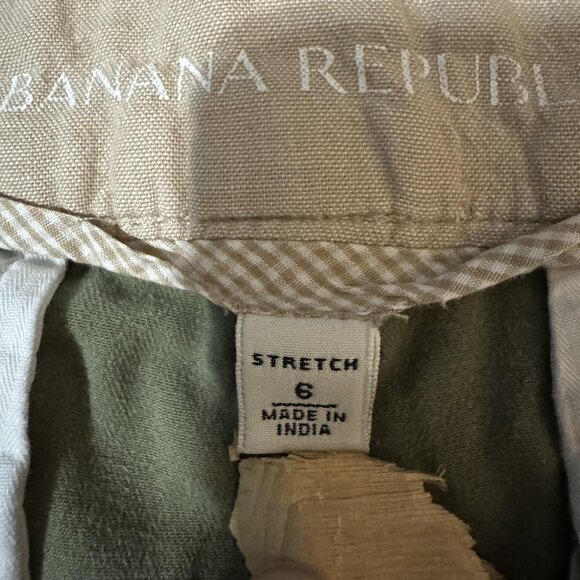 BANANA REPUBL
STRETCH
6
MADE IN
INDIA